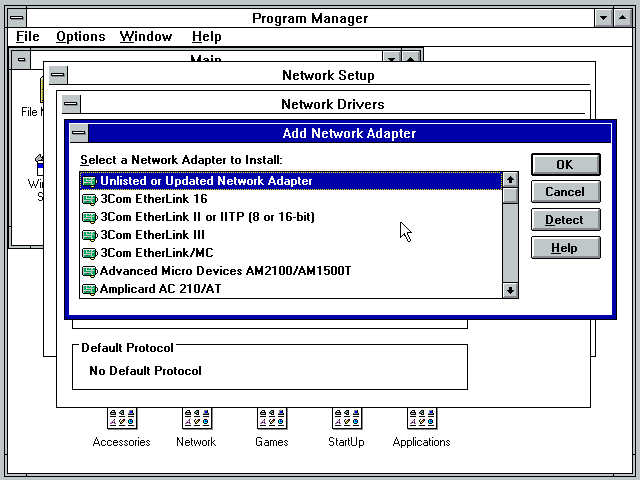 Program Manager
File Options Window Help
Main
Network Setup
Network Drivers
Add Network Adapter
Select a Network Adapter to Install:
Unlisted or Updated Network Adapter
3Com EtherLink 16
3Com EtherLink II or IITP (8 or 16-bit)
3Com EtherLink III
3Com EtherLink/MC
Advanced Micro Devices AM2100/AM1500T
Amplicard AC 210/AT
OK
Cancel
Detect
Help
File
Default Protocol
No Default Protocol
Accessories Network Games StartUp Applications